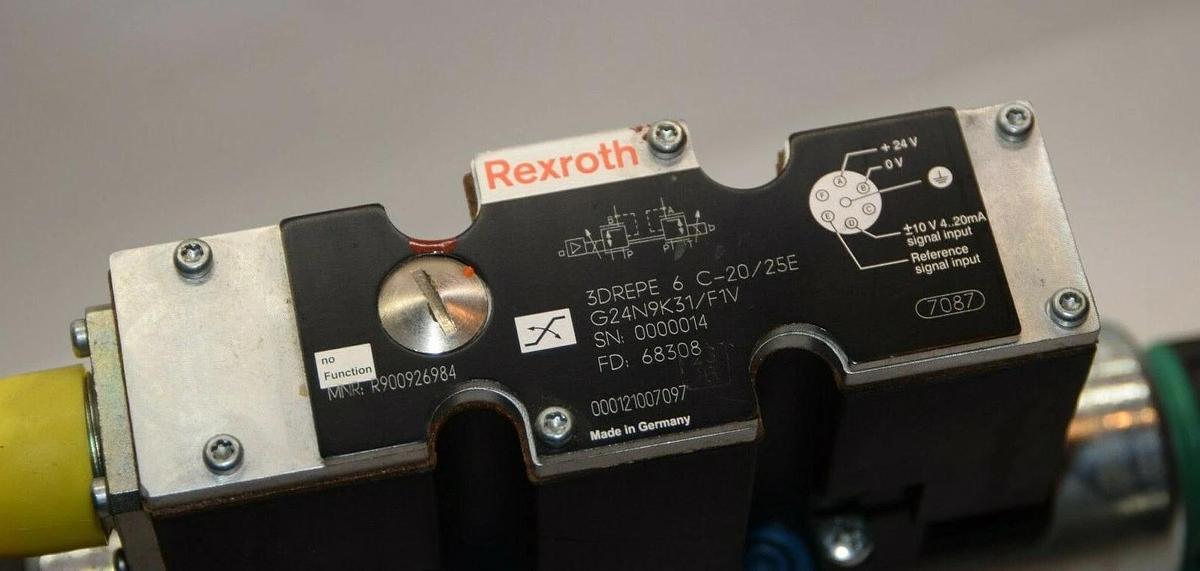 Rexroth
B A
P T
3DREPE 6 C-20/25E
G24N9K31/F1V
SN: 0000014
FD: 68308
000121007097
Made in Germany
no
Function
MNR: R900926984
+ 24 V
0 V
A
B
C
D
E
F
±10 V 4..20mA
signal input
Reference
signal input
7087